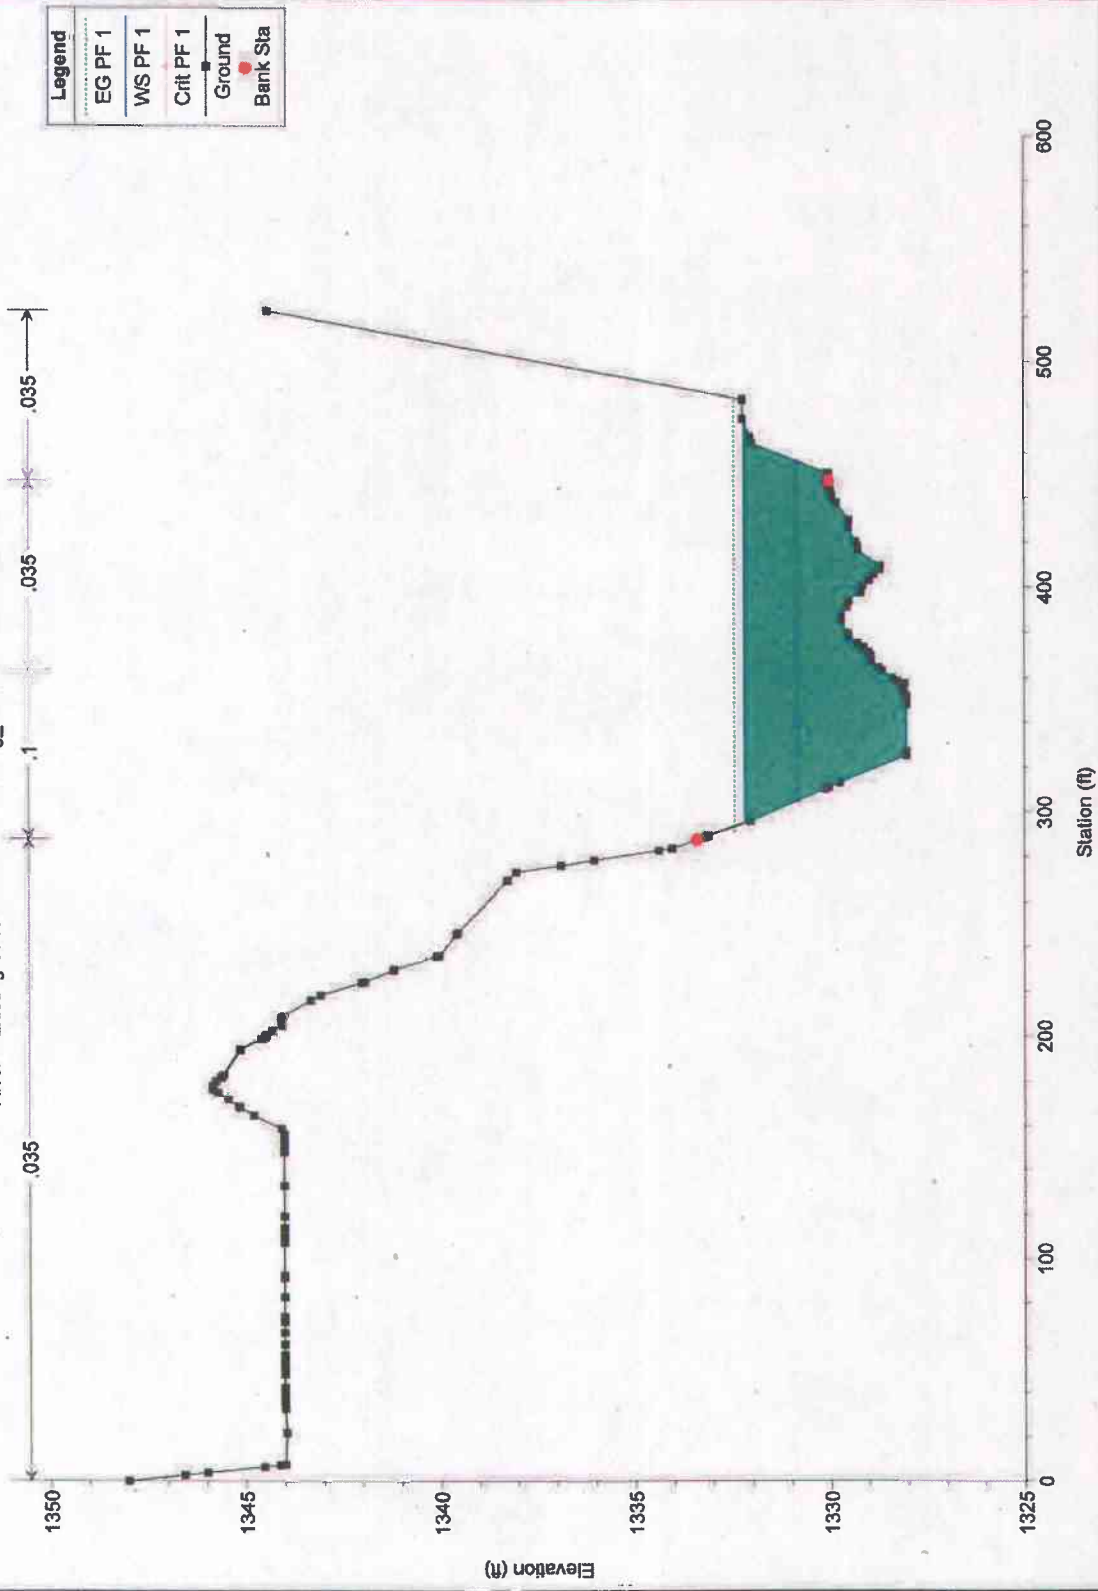 .035
.1
.035
.035
Legend
EG PF 1
WS PF 1
Crit PF 1
Ground
Bank Sta
Elevation (ft)
1350
1345
1340
1335
1330
1325
0
100
200
300
400
500
600
Station (ft)